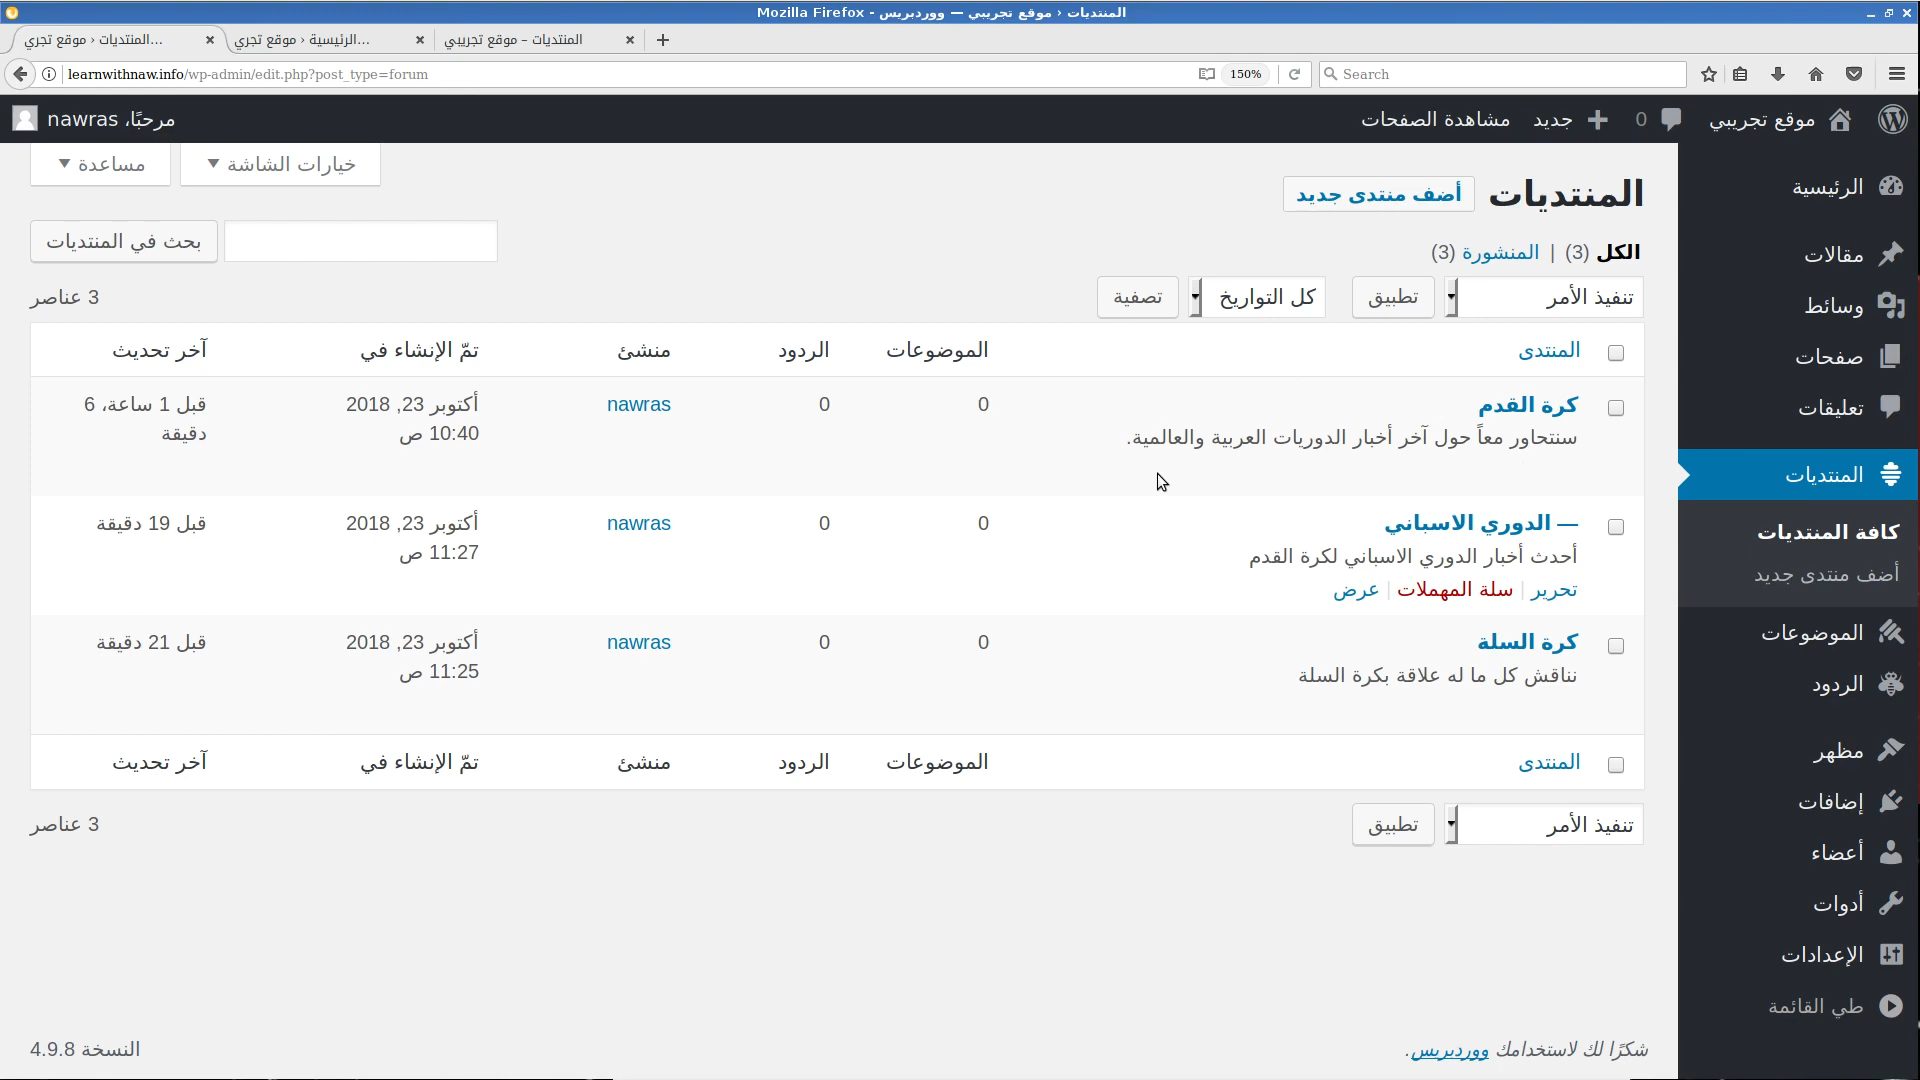 المنتديات ‹ موقع تجريبي — ووردبريس - Mozilla Firefox
المنتديات ‹ موقع تجري...
الرئيسية ‹ موقع تجري...
المنتديات – موقع تجريبي
learnwithnaw.info/wp-admin/edit.php?post_type=forum
150%
Search
موقع تجريبي
0
جديد
مشاهدة الصفحات
مرحبًا، nawras
الرئيسية
مقالات
وسائط
صفحات
تعليقات
المنتديات
كافة المنتديات
أضف منتدى جديد
الموضوعات
الردود
مظهر
إضافات
أعضاء
أدوات
الإعدادات
طي القائمة
خيارات الشاشة
مساعدة
المنتديات
أضف منتدى جديد
الكل (3) | المنشورة (3)
بحث في المنتديات
تنفيذ الأمر
تطبيق
كل التواريخ
تصفية
3 عناصر
المنتدى الموضوعات الردود منشئ تمّ الإنشاء في آخر تحديث
كرة القدم
سنتحاور معاً حول آخر أخبار الدوريات العربية والعالمية.
0
0
nawras
أكتوبر 23, 2018
10:40 ص
قبل 1 ساعة، 6
دقيقة
— الدوري الاسباني
أحدث أخبار الدوري الاسباني لكرة القدم
تحرير | سلة المهملات | عرض
0
0
nawras
أكتوبر 23, 2018
11:27 ص
قبل 19 دقيقة
كرة السلة
نناقش كل ما له علاقة بكرة السلة
0
0
nawras
أكتوبر 23, 2018
11:25 ص
قبل 21 دقيقة
المنتدى الموضوعات الردود منشئ تمّ الإنشاء في آخر تحديث
تنفيذ الأمر
تطبيق
3 عناصر
شكرًا لك لاستخدامك ووردبريس.
النسخة 4.9.8